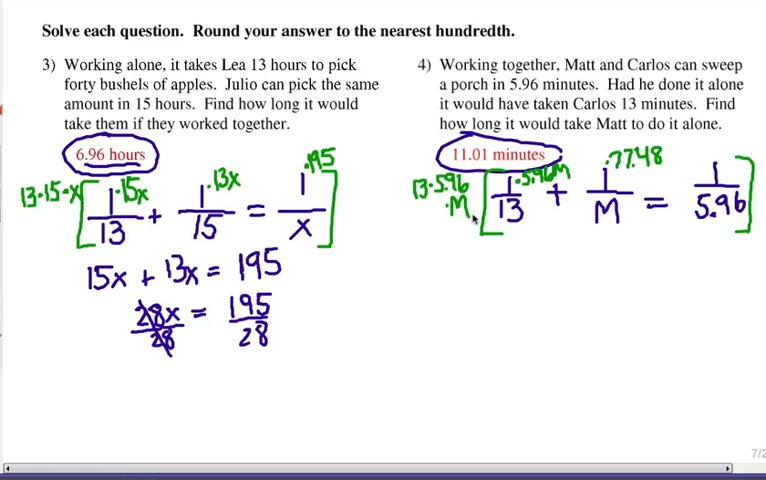 Solve each question. Round your answer to the nearest hundredth.
3) Working alone, it takes Lea 13 hours to pick
forty bushels of apples. Julio can pick the same
amount in 15 hours. Find how long it would
take them if they worked together.
6.96 hours
13·15·x [ 1/13 ·15x + 1/15 ·13x = 1/x ·195 ]
15x + 13x = 195
28x/28 = 195/28
4) Working together, Matt and Carlos can sweep
a porch in 5.96 minutes. Had he done it alone
it would have taken Carlos 13 minutes. Find
how long it would take Matt to do it alone.
11.01 minutes
13·5.96·M [ 1/13 ·5.96M + 1/M ·77.48 = 1/5.96 ]
7/2